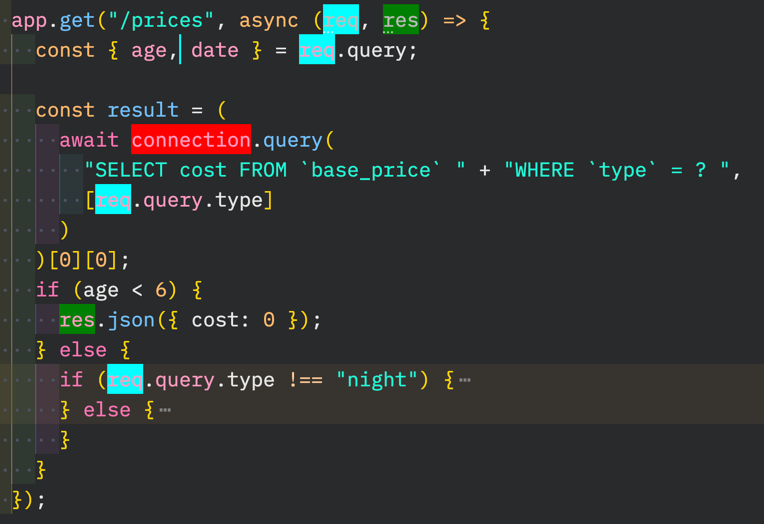 app.get("/prices", async (req, res) => {
const { age, date } = req.query;
const result = (
await connection.query(
"SELECT cost FROM `base_price` " + "WHERE `type` = ? ",
[req.query.type]
)
)[0][0];
if (age < 6) {
res.json({ cost: 0 });
} else {
if (req.query.type !== "night") {⋯
} else {⋯
}
}
});